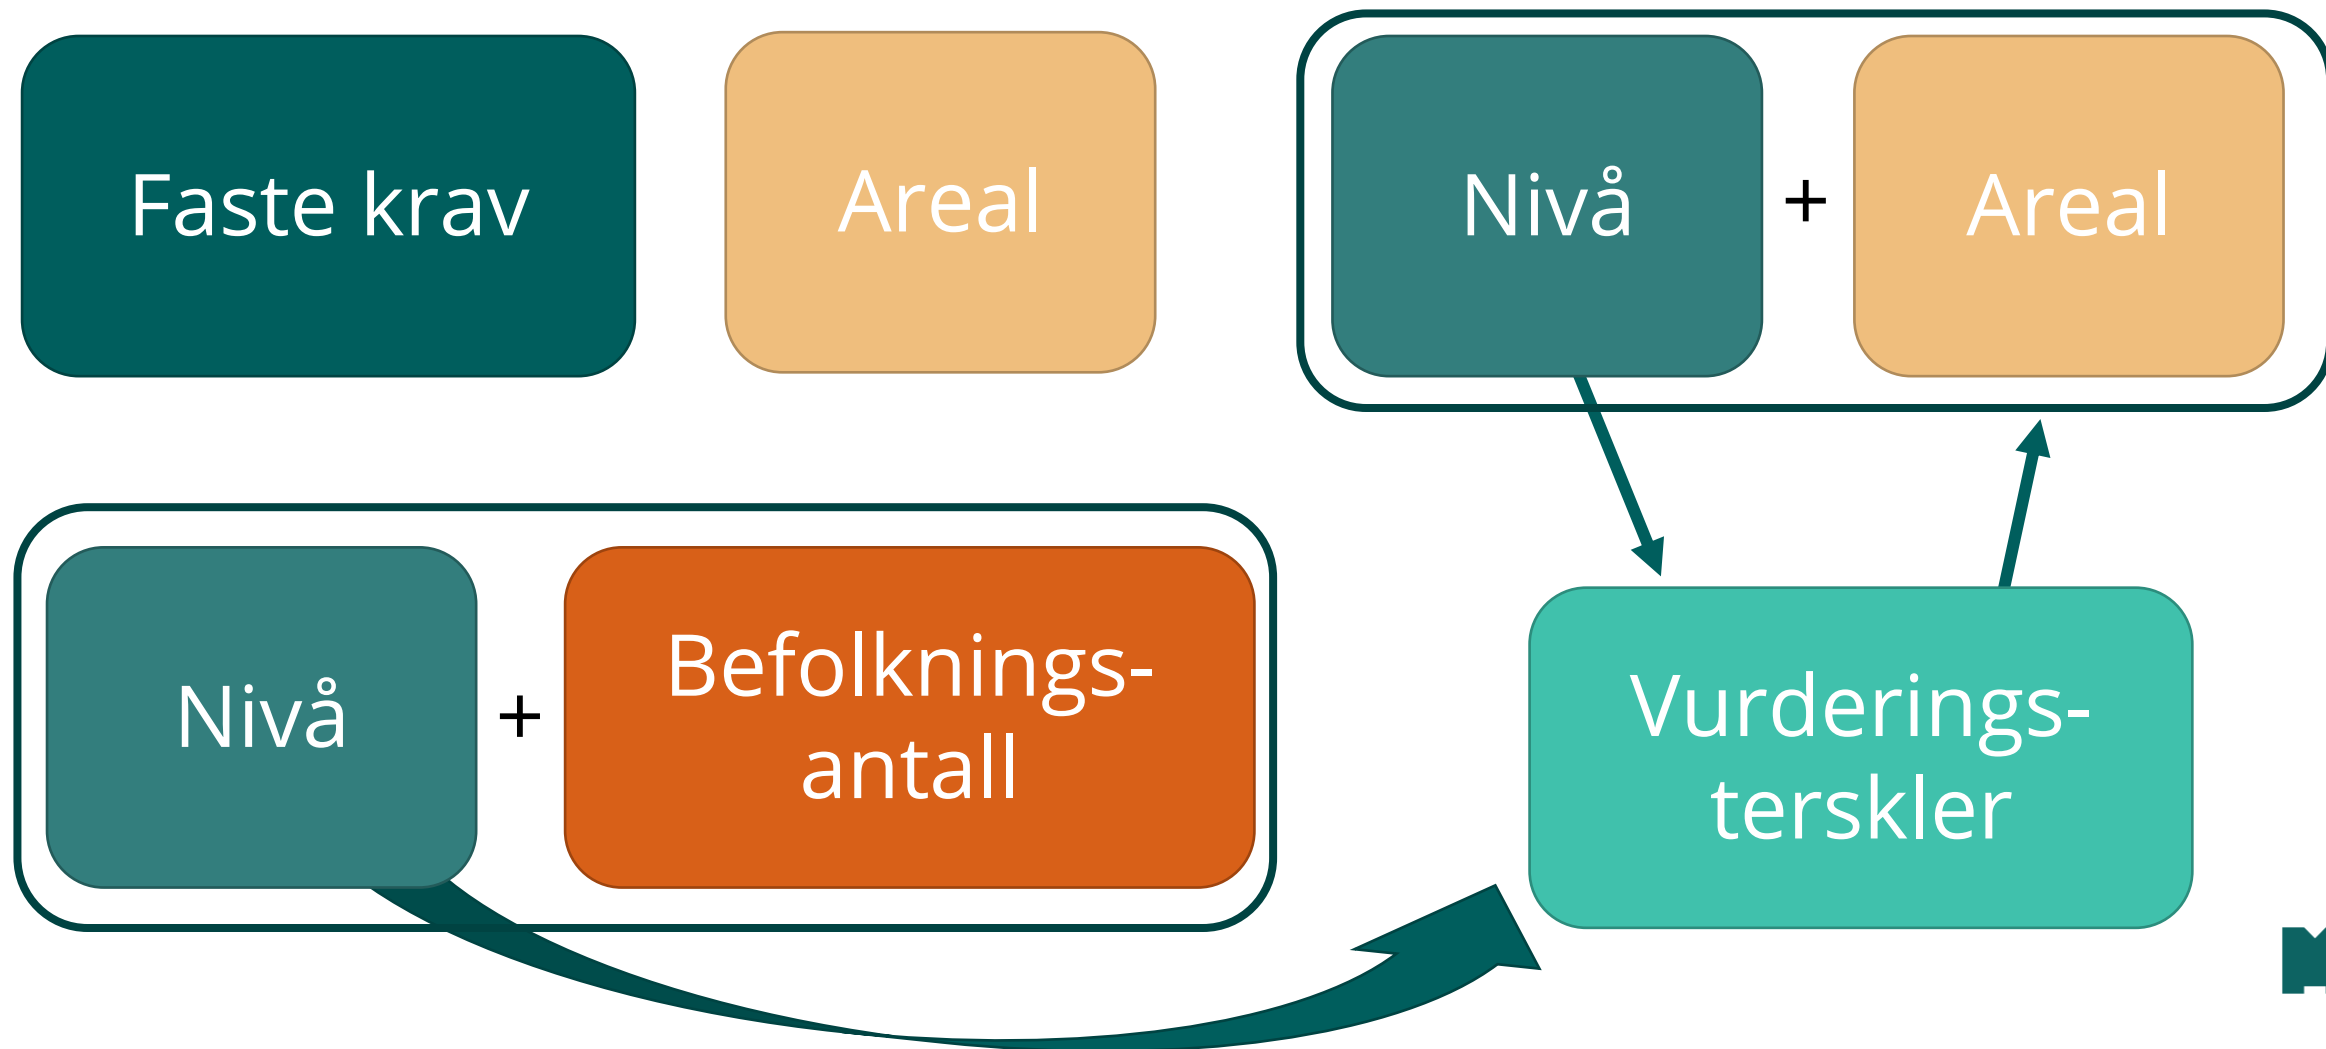 Faste krav
Areal
Nivå
+
Areal
Nivå
+
Befolknings-
antall
Vurderings-
terskler